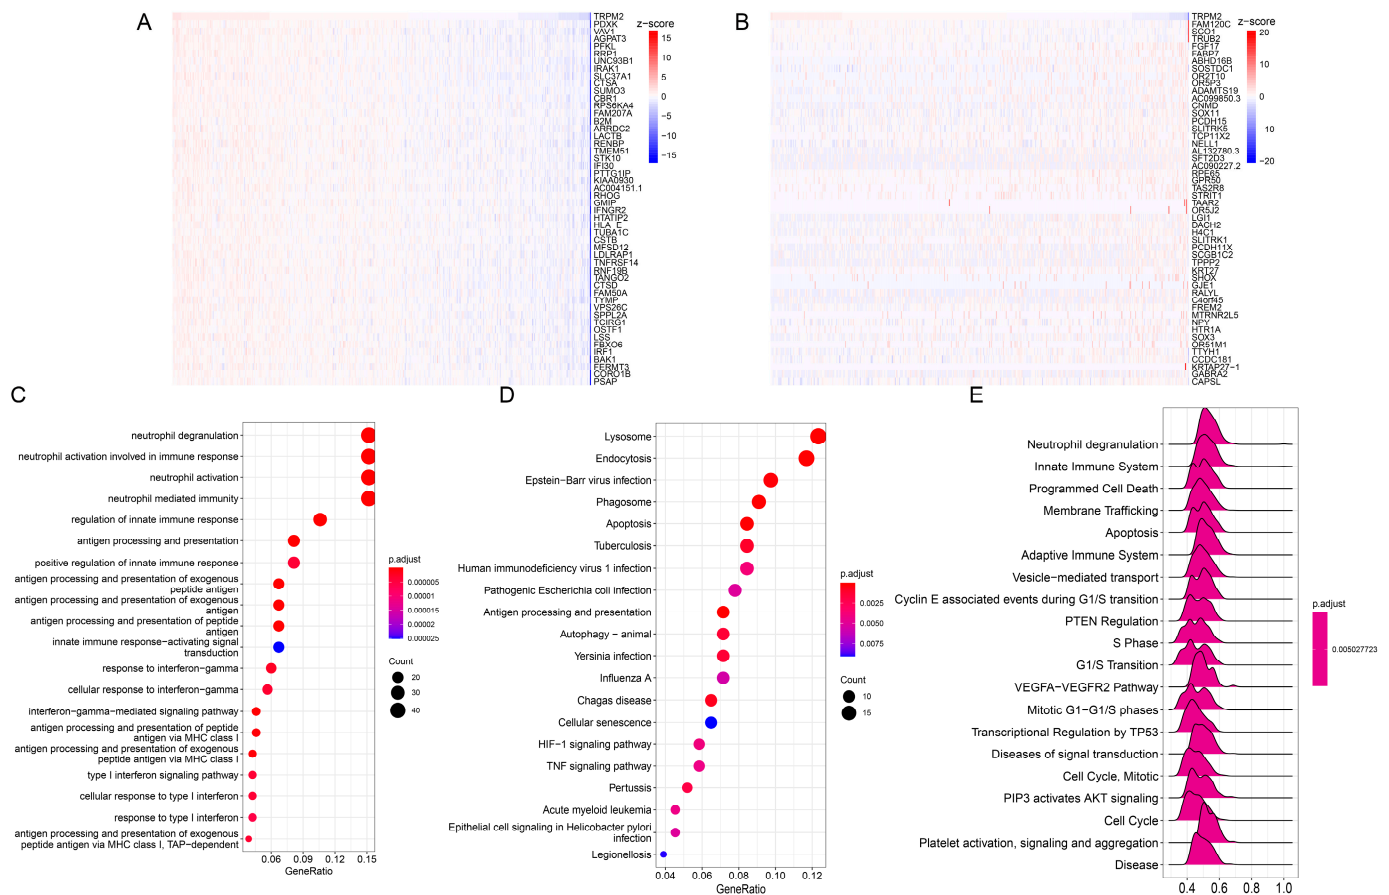 A
TRPM2
PDXK
VAV1
AGPAT3
PFKL
RRP1
UNC93B1
IRAK1
SLC37A1
CTSA
SUMO3
CBR1
RPS6KA4
FAM207A
B2M
ARRDC2
LACTB
RENBP
TMEM51
STK10
IFI30
PTTG1IP
KIAA0930
AC004151.1
RHOG
GMIP
IFNGR2
HTATIP2
HLA_E
TUBA1C
CSTB
MFSD12
LDLRAP1
TNFRSF14
RNF19B
TANGO2
CTSD
FAM50A
TYMP
VPS26C
SPPL2A
TCIRG1
OSTF1
LSS
FBXO6
IRF1
BAK1
FERMT3
CORO1B
PSAP
z-score
15
10
5
0
−5
−10
−15
B
TRPM2
FAM120C
SCO1
TRUB2
FGF17
FABP7
ABHD16B
SOSTDC1
OR2T10
OR5P3
ADAMTS19
AC099850.3
CNMD
SOX11
PCDH15
SLITRK6
TCP11X2
NELL1
AL132780.3
SFT2D3
AC090227.2
RPE65
GPR50
TAS2R8
STRIT1
TAAR2
OR5J2
LGI1
DACH2
H4C1
SLITRK1
PCDH11X
SCGB1C2
TPPP2
KRT27
SHOX
GJE1
RALYL
C4orf45
FREM2
MTRNR2L5
NPY
HTR1A
SOX3
OR51M1
TTYH1
CCDC181
KRTAP27−1
GABRA2
CAPSL
z-score
20
10
0
10
−20
C
neutrophil degranulation
neutrophil activation involved in immune response
neutrophil activation
neutrophil mediated immunity
regulation of innate immune response
antigen processing and presentation
positive regulation of innate immune response
antigen processing and presentation of exogenous
peptide antigen
antigen processing and presentation of exogenous
antigen
antigen processing and presentation of peptide
antigen
innate immune response−activating signal
transduction
response to interferon−gamma
cellular response to interferon−gamma
interferon−gamma−mediated signaling pathway
antigen processing and presentation of peptide
antigen via MHC class I
antigen processing and presentation of exogenous
peptide antigen via MHC class I
type I interferon signaling pathway
cellular response to type I interferon
response to type I interferon
antigen processing and presentation of exogenous
peptide antigen via MHC class I, TAP−dependent
0.06 0.09 0.12 0.15
GeneRatio
p.adjust
0.000005
0.000010
0.000015
0.000020
0.000025
Count
20
30
40
D
Lysosome
Endocytosis
Epstein−Barr virus infection
Phagosome
Apoptosis
Tuberculosis
Human immunodeficiency virus 1 infection
Pathogenic Escherichia coli infection
Antigen processing and presentation
Autophagy − animal
Yersinia infection
Influenza A
Chagas disease
Cellular senescence
HIF−1 signaling pathway
TNF signaling pathway
Pertussis
Acute myeloid leukemia
Epithelial cell signaling in Helicobacter pylori
infection
Legionellosis
0.04 0.06 0.08 0.10 0.12
GeneRatio
p.adjust
0.0025
0.0050
0.0075
Count
10
15
E
Neutrophil degranulation
Innate Immune System
Programmed Cell Death
Membrane Trafficking
Apoptosis
Adaptive Immune System
Vesicle−mediated transport
Cyclin E associated events during G1/S transition
PTEN Regulation
S Phase
G1/S Transition
VEGFA−VEGFR2 Pathway
Mitotic G1−G1/S phases
Transcriptional Regulation by TP53
Diseases of signal transduction
Cell Cycle, Mitotic
PIP3 activates AKT signaling
Cell Cycle
Platelet activation, signaling and aggregation
Disease
0.4 0.6 0.8 1.0
p.adjust
0.005027723